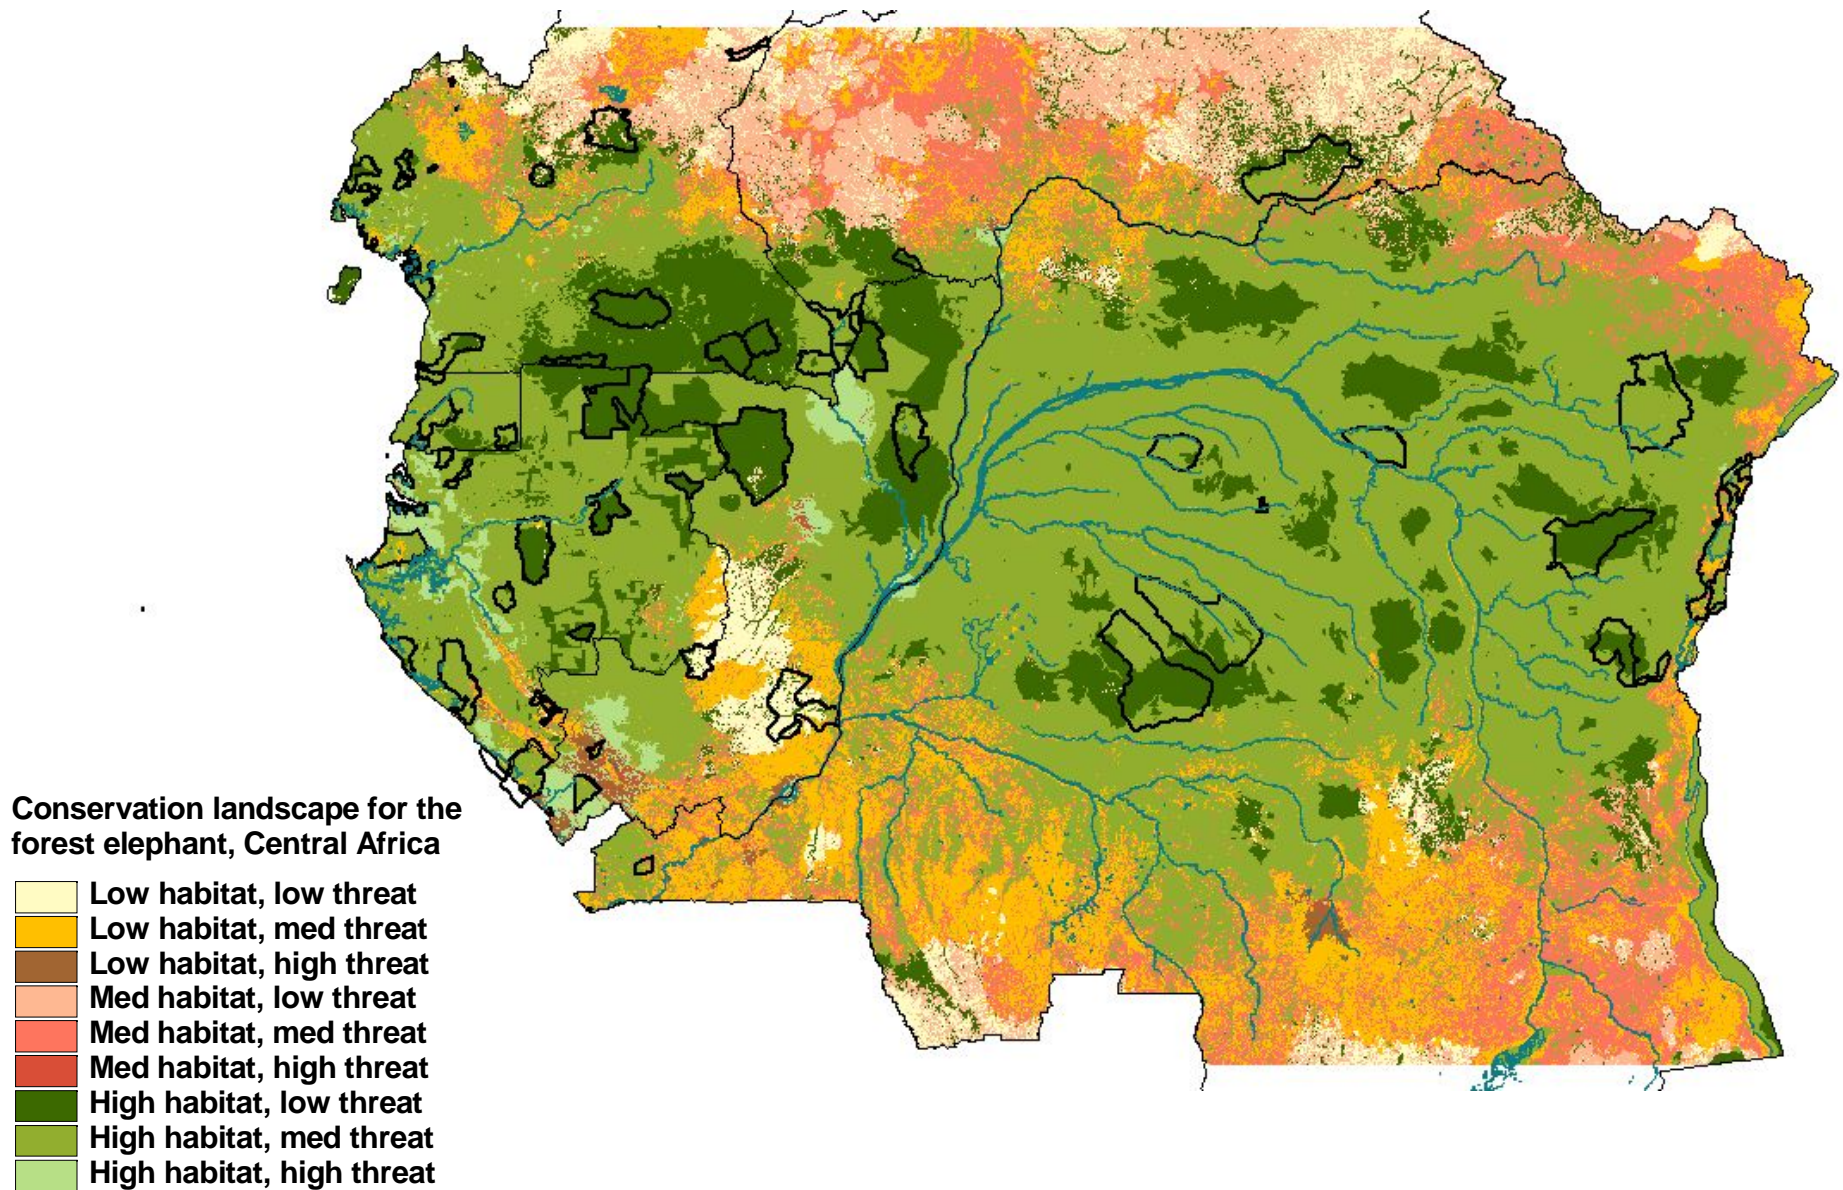 Conservation landscape for the
forest elephant, Central Africa
Low habitat, low threat
Low habitat, med threat
Low habitat, high threat
Med habitat, low threat
Med habitat, med threat
Med habitat, high threat
High habitat, low threat
High habitat, med threat
High habitat, high threat